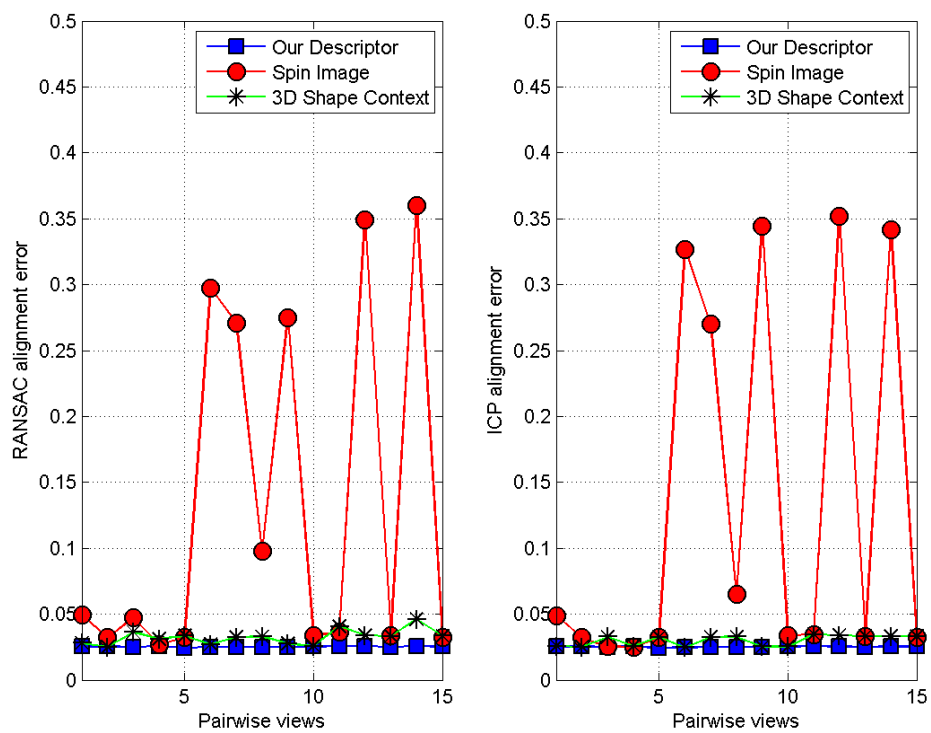 RANSAC alignment error
0.5
0.45
0.4
0.35
0.3
0.25
0.2
0.15
0.1
0.05
0
Our Descriptor
Spin Image
3D Shape Context
5
10
15
Pairwise views
ICP alignment error
0.5
0.45
0.4
0.35
0.3
0.25
0.2
0.15
0.1
0.05
0
Our Descriptor
Spin Image
3D Shape Context
5
10
15
Pairwise views